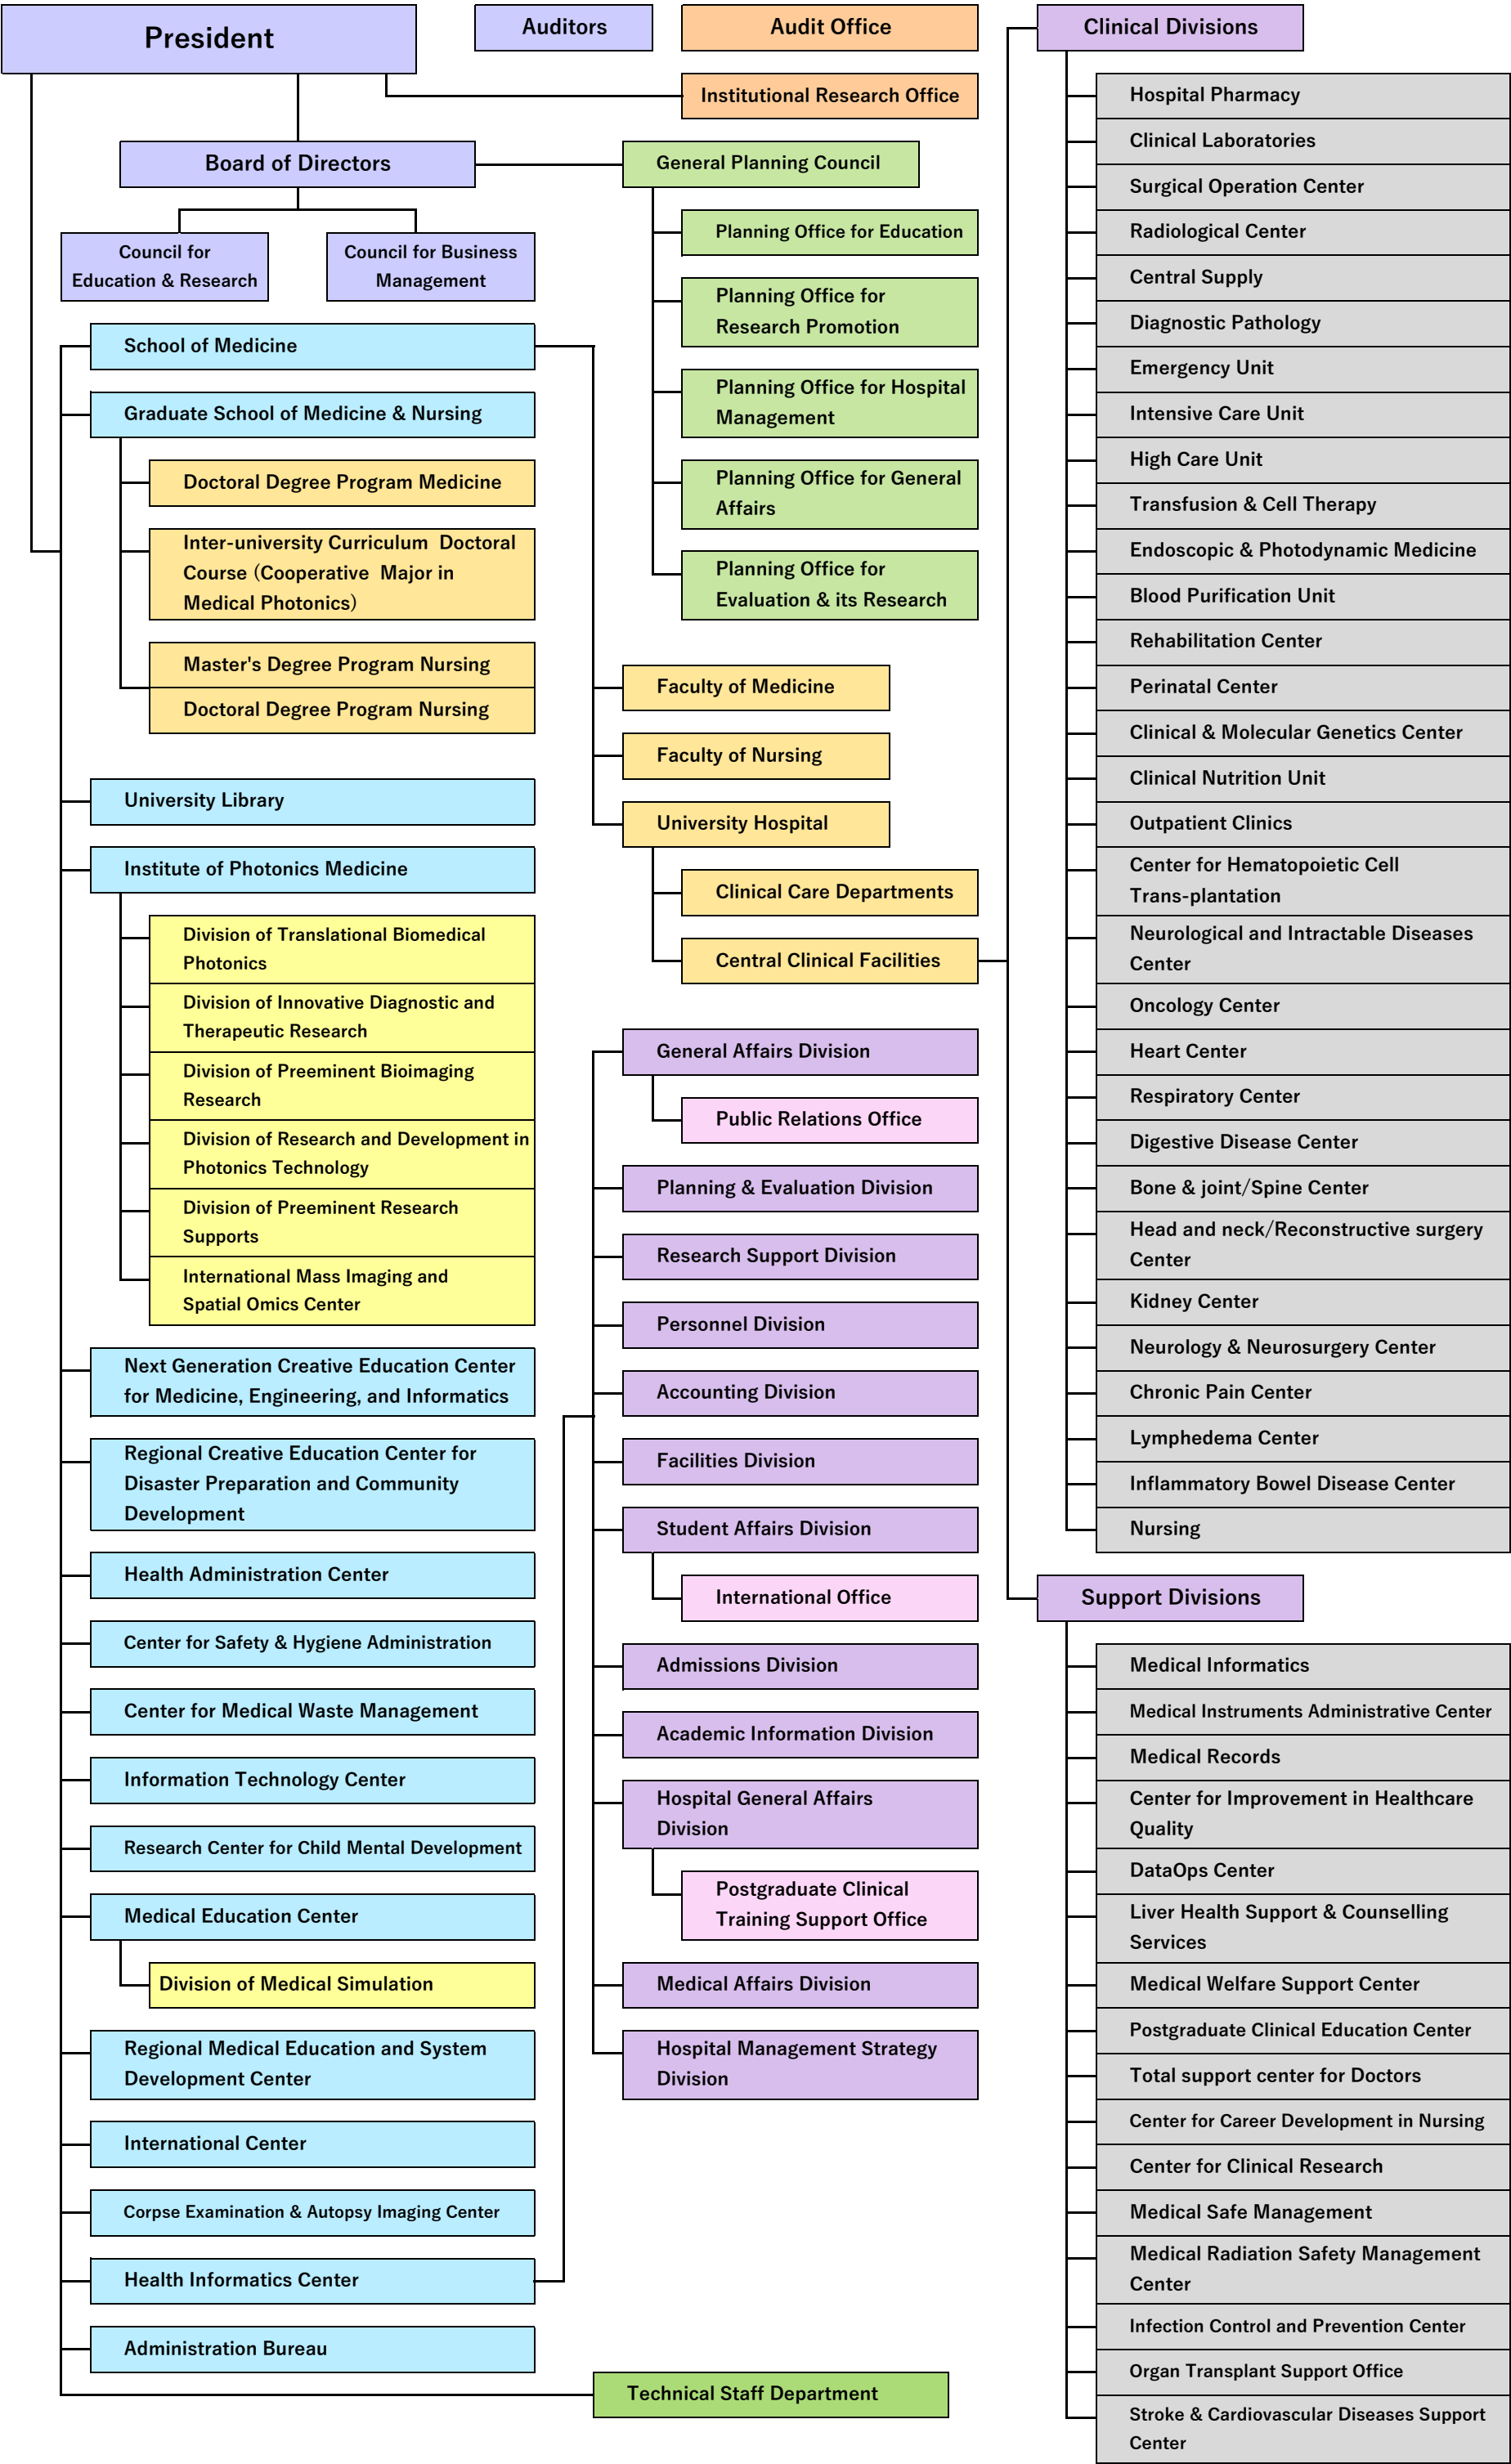 President
Auditors
Audit Office
Institutional Research Office
Board of Directors
General Planning Council
Council for
Education & Research
Council for Business
Management
Planning Office for Education
Planning Office for
Research Promotion
Planning Office for Hospital
Management
Planning Office for General
Affairs
Planning Office for
Evaluation & its Research
School of Medicine
Graduate School of Medicine & Nursing
Doctoral Degree Program Medicine
Inter-university Curriculum  Doctoral
Course (Cooperative  Major in
Medical Photonics)
Master's Degree Program Nursing
Doctoral Degree Program Nursing
University Library
Institute of Photonics Medicine
Division of Translational Biomedical
Photonics
Division of Innovative Diagnostic and
Therapeutic Research
Division of Preeminent Bioimaging
Research
Division of Research and Development in
Photonics Technology
Division of Preeminent Research
Supports
International Mass Imaging and
Spatial Omics Center
Next Generation Creative Education Center
for Medicine, Engineering, and Informatics
Regional Creative Education Center for
Disaster Preparation and Community
Development
Health Administration Center
Center for Safety & Hygiene Administration
Center for Medical Waste Management
Information Technology Center
Research Center for Child Mental Development
Medical Education Center
Division of Medical Simulation
Regional Medical Education and System
Development Center
International Center
Corpse Examination & Autopsy Imaging Center
Health Informatics Center
Administration Bureau
Technical Staff Department
Faculty of Medicine
Faculty of Nursing
University Hospital
Clinical Care Departments
Central Clinical Facilities
General Affairs Division
Public Relations Office
Planning & Evaluation Division
Research Support Division
Personnel Division
Accounting Division
Facilities Division
Student Affairs Division
International Office
Admissions Division
Academic Information Division
Hospital General Affairs
Division
Postgraduate Clinical
Training Support Office
Medical Affairs Division
Hospital Management Strategy
Division
Clinical Divisions
Hospital Pharmacy
Clinical Laboratories
Surgical Operation Center
Radiological Center
Central Supply
Diagnostic Pathology
Emergency Unit
Intensive Care Unit
High Care Unit
Transfusion & Cell Therapy
Endoscopic & Photodynamic Medicine
Blood Purification Unit
Rehabilitation Center
Perinatal Center
Clinical & Molecular Genetics Center
Clinical Nutrition Unit
Outpatient Clinics
Center for Hematopoietic Cell
Trans-plantation
Neurological and Intractable Diseases
Center
Oncology Center
Heart Center
Respiratory Center
Digestive Disease Center
Bone & joint/Spine Center
Head and neck/Reconstructive surgery
Center
Kidney Center
Neurology & Neurosurgery Center
Chronic Pain Center
Lymphedema Center
Inflammatory Bowel Disease Center
Nursing
Support Divisions
Medical Informatics
Medical Instruments Administrative Center
Medical Records
Center for Improvement in Healthcare
Quality
DataOps Center
Liver Health Support & Counselling
Services
Medical Welfare Support Center
Postgraduate Clinical Education Center
Total support center for Doctors
Center for Career Development in Nursing
Center for Clinical Research
Medical Safe Management
Medical Radiation Safety Management
Center
Infection Control and Prevention Center
Organ Transplant Support Office
Stroke & Cardiovascular Diseases Support
Center